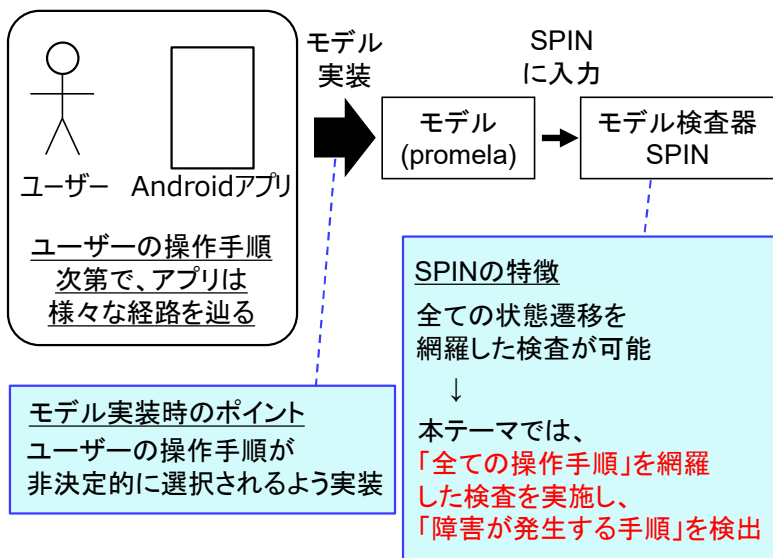 ユーザー
Androidアプリ
ユーザーの操作手順
次第で、アプリは
様々な経路を辿る
モデル
実装
モデル
(promela)
SPIN
に入力
モデル検査器
SPIN
モデル実装時のポイント
ユーザーの操作手順が
非決定的に選択されるよう実装
SPINの特徴
全ての状態遷移を
網羅した検査が可能
↓
本テーマでは、
「全ての操作手順」を網羅
した検査を実施し、
「障害が発生する手順」を検出